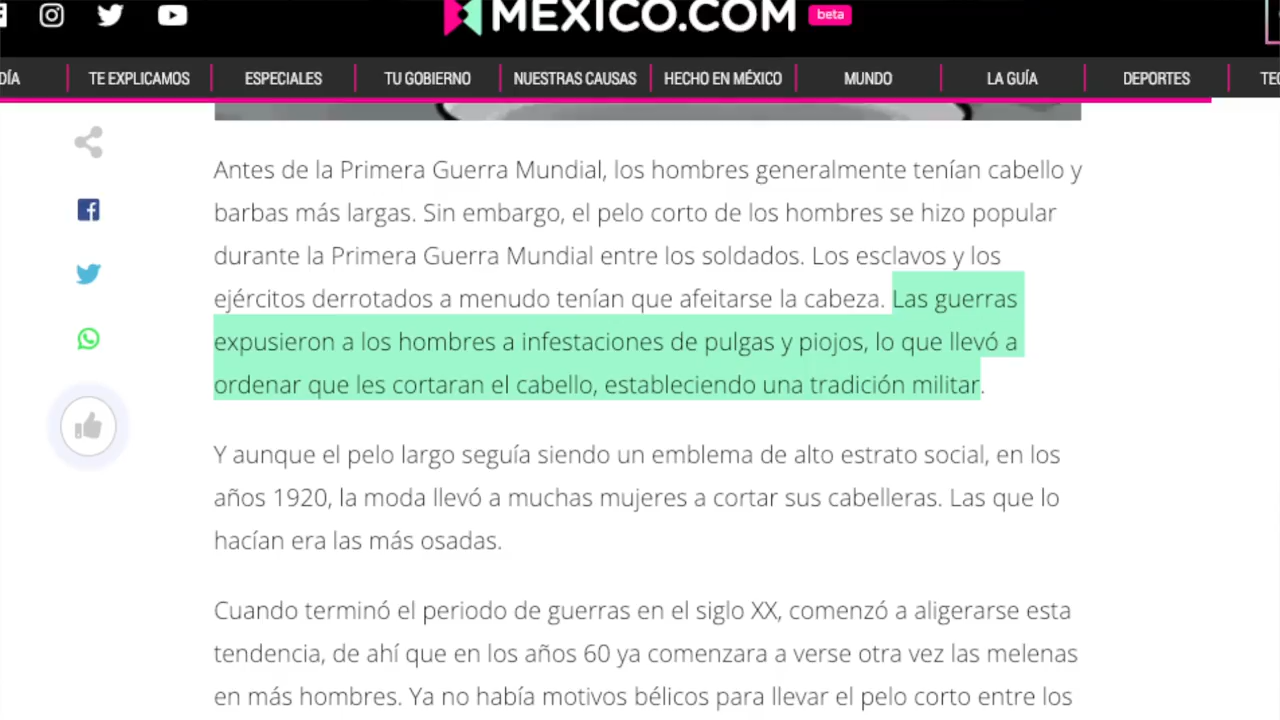 MEXICO.COM beta
DÍA TE EXPLICAMOS ESPECIALES TU GOBIERNO NUESTRAS CAUSAS HECHO EN MÉXICO MUNDO LA GUÍA DEPORTES
Antes de la Primera Guerra Mundial, los hombres generalmente tenían cabello y
barbas más largas. Sin embargo, el pelo corto de los hombres se hizo popular
durante la Primera Guerra Mundial entre los soldados. Los esclavos y los
ejércitos derrotados a menudo tenían que afeitarse la cabeza. Las guerras
expusieron a los hombres a infestaciones de pulgas y piojos, lo que llevó a
ordenar que les cortaran el cabello, estableciendo una tradición militar.
Y aunque el pelo largo seguía siendo un emblema de alto estrato social, en los
años 1920, la moda llevó a muchas mujeres a cortar sus cabelleras. Las que lo
hacían era las más osadas.
Cuando terminó el periodo de guerras en el siglo XX, comenzó a aligerarse esta
tendencia, de ahí que en los años 60 ya comenzara a verse otra vez las melenas
en más hombres. Ya no había motivos bélicos para llevar el pelo corto entre los